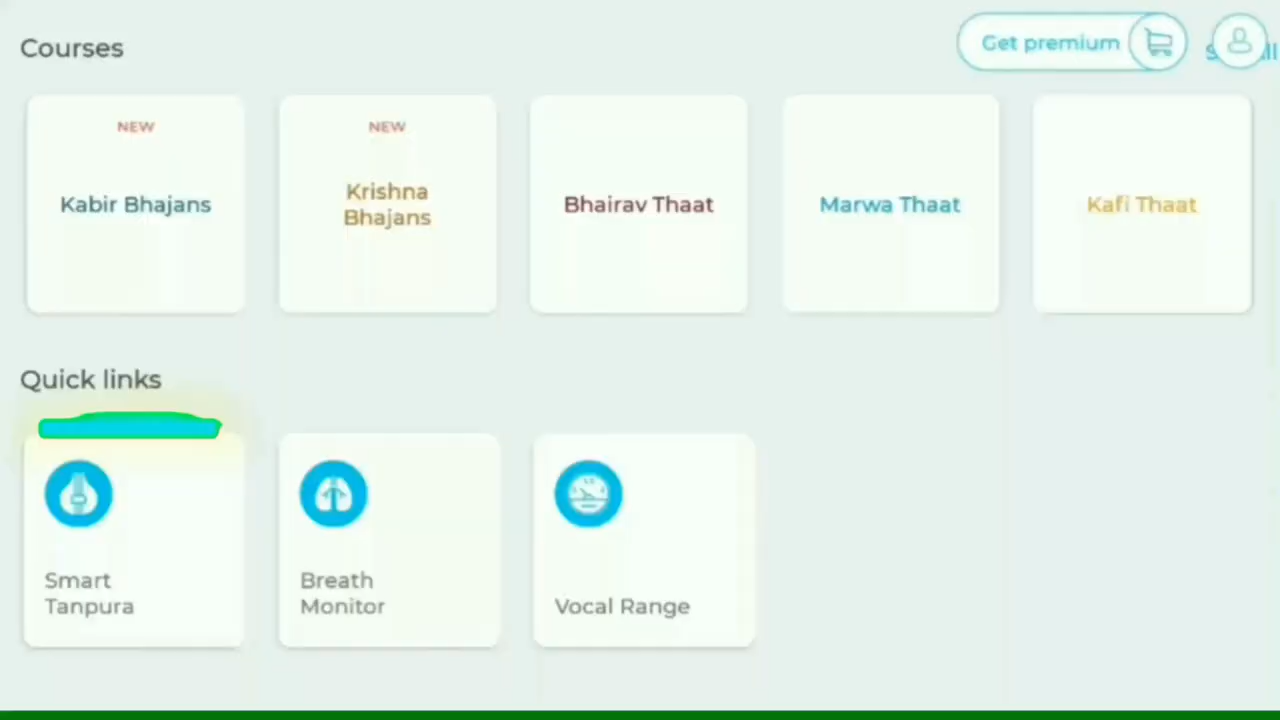 Courses
Get premium
NEW
Kabir Bhajans
NEW
Krishna
Bhajans
Bhairav Thaat
Marwa Thaat
Kafi Thaat
Quick links
Smart
Tanpura
Breath
Monitor
Vocal Range